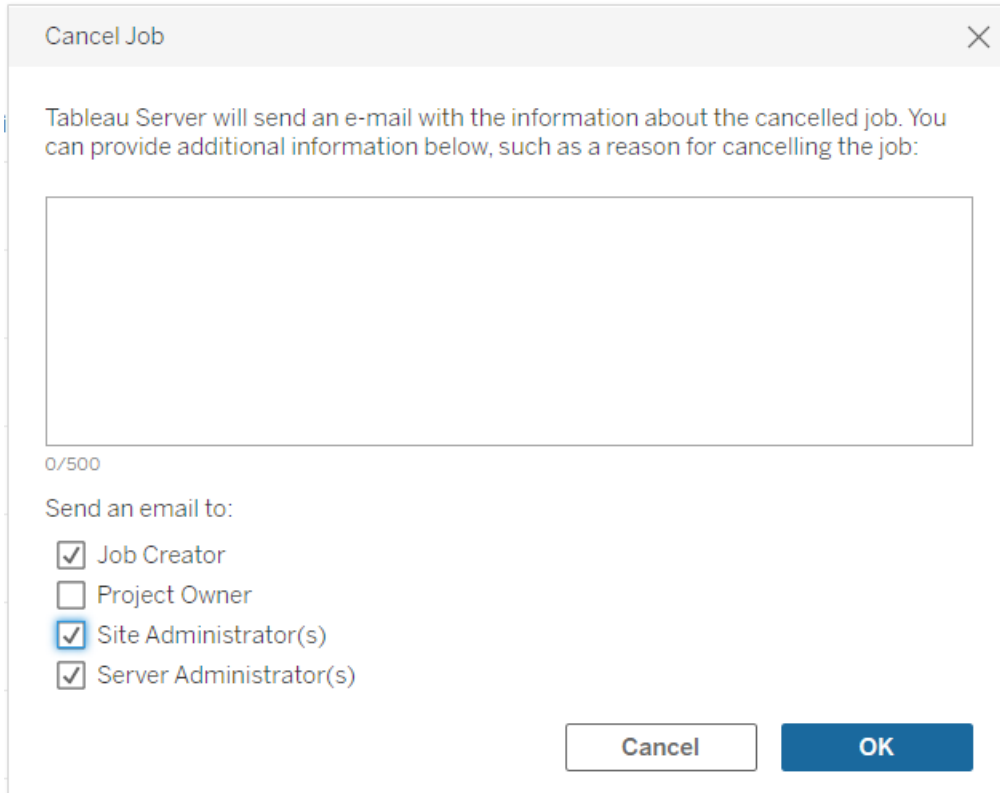 Cancel Job
Tableau Server will send an e-mail with the information about the cancelled job. You
can provide additional information below, such as a reason for cancelling the job:
0/500
Send an email to:
Job Creator
Project Owner
Site Administrator(s)
Server Administrator(s)
Cancel OK